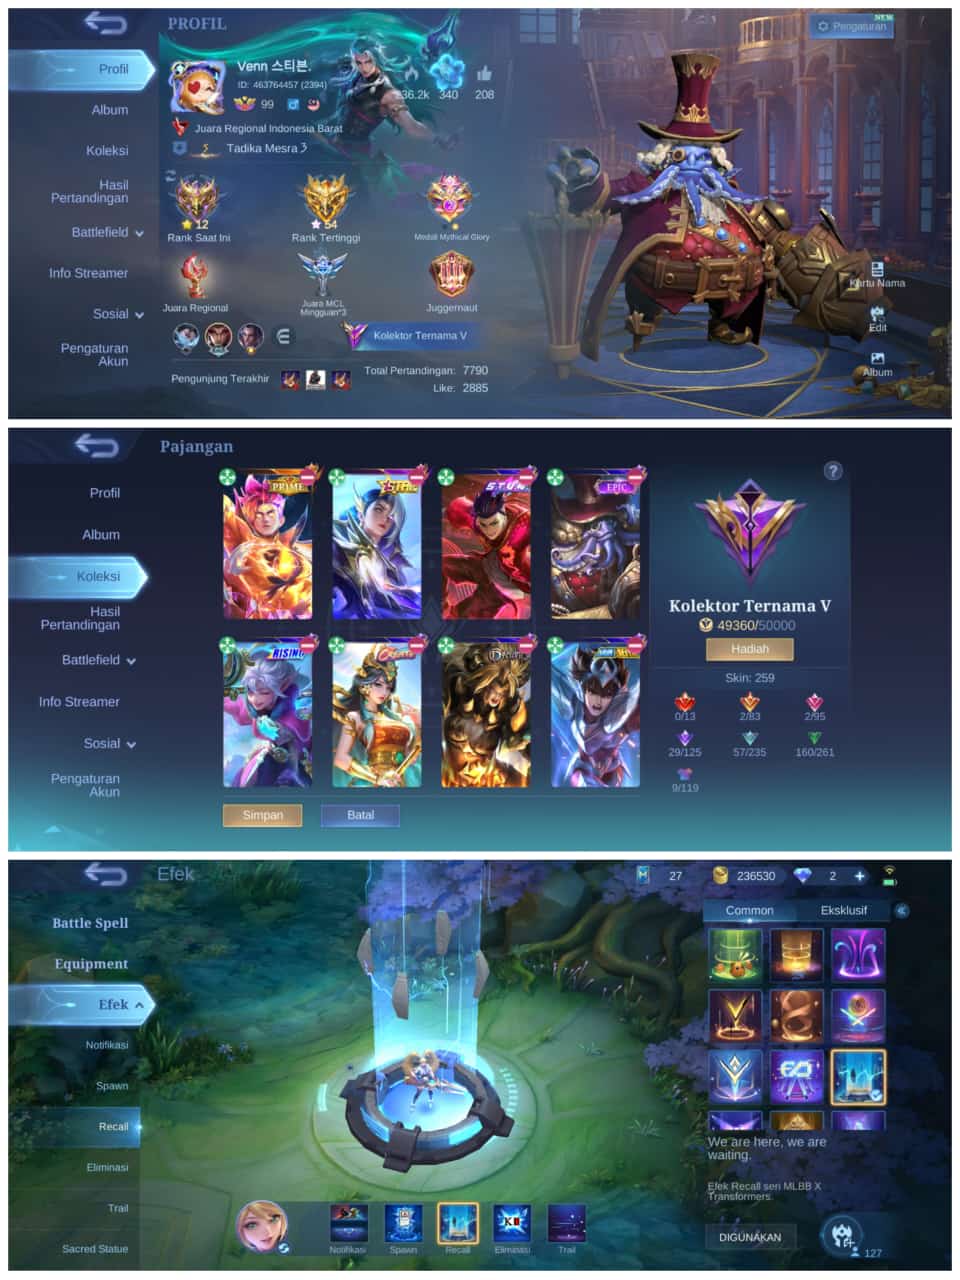 PROFIL
NEW
Pengaturan
Profil
Venn 스티븐.
ID: 463764457 (2394)
236.2k 340 208
99
Album
Juara Regional Indonesia Barat
Koleksi
Tadika Mesra 3
Hasil
Pertandingan
12
54
Rank Saat Ini
Rank Tertinggi
Medali Mythical Glory
Battlefield
Info Streamer
Kartu Nama
Juara Regional
Juara MCL
Mingguan*3
Juggernaut
Sosial
Edit
Kolektor Ternama V
Pengaturan
Akun
Pengunjung Terakhir
Total Pertandingan: 7790
Like: 2885
Album
Pajangan
Profil
PRIME
STAR
S.T.U.N
EPIC
Album
Koleksi
Hasil
Pertandingan
Kolektor Ternama V
49360/50000
Hadiah
Battlefield
RISING
Skin: 259
Info Streamer
0/13 2/83 2/95
Sosial
29/125 57/235 160/261
Pengaturan
Akun
9/119
Simpan
Batal
Efek
27 236530 2
Battle Spell
Common
Eksklusif
Equipment
Efek
Notifikasi
Spawn
Recall
We are here, we are
waiting.
Eliminasi
Efek Recall seri MLBB X
Transformers.
Trail
DIGUNAKAN
Sacred Statue
Notifikasi Spawn Recall Eliminasi Trail
127